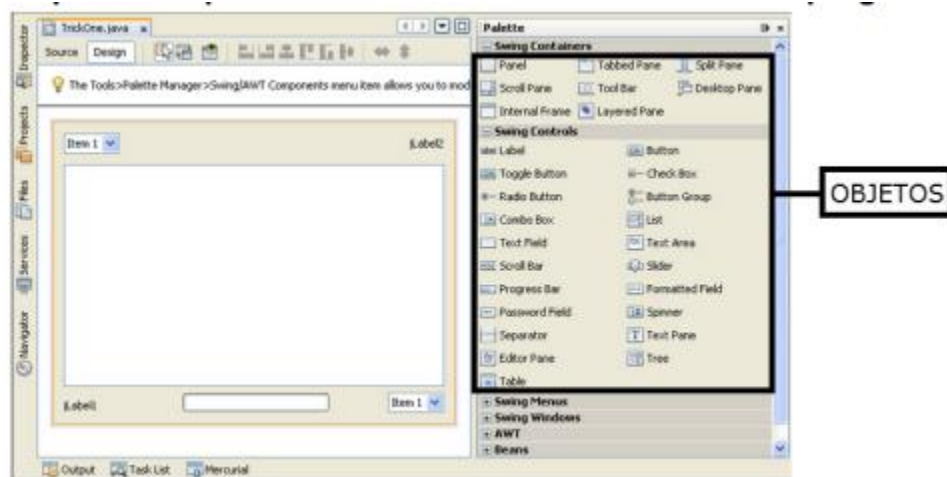 TrickOne.java
Source Design
The Tools>Palette Manager>Swing/AWT Components menu item allows you to mod
Inspector
Projects
Files
Services
Navigator
Item 1
jLabel2
jLabel1
Item 1
Output Task List Mercurial
Palette
Swing Containers
Panel Tabbed Pane Split Pane
Scroll Pane Tool Bar Desktop Pane
Internal Frame Layered Pane
Swing Controls
Label Button
Toggle Button Check Box
Radio Button Button Group
Combo Box List
Text Field Text Area
Scroll Bar Slider
Progress Bar Formatted Field
Password Field Spinner
Separator Text Pane
Editor Pane Tree
Table
Swing Menus
Swing Windows
AWT
Beans
OBJETOS